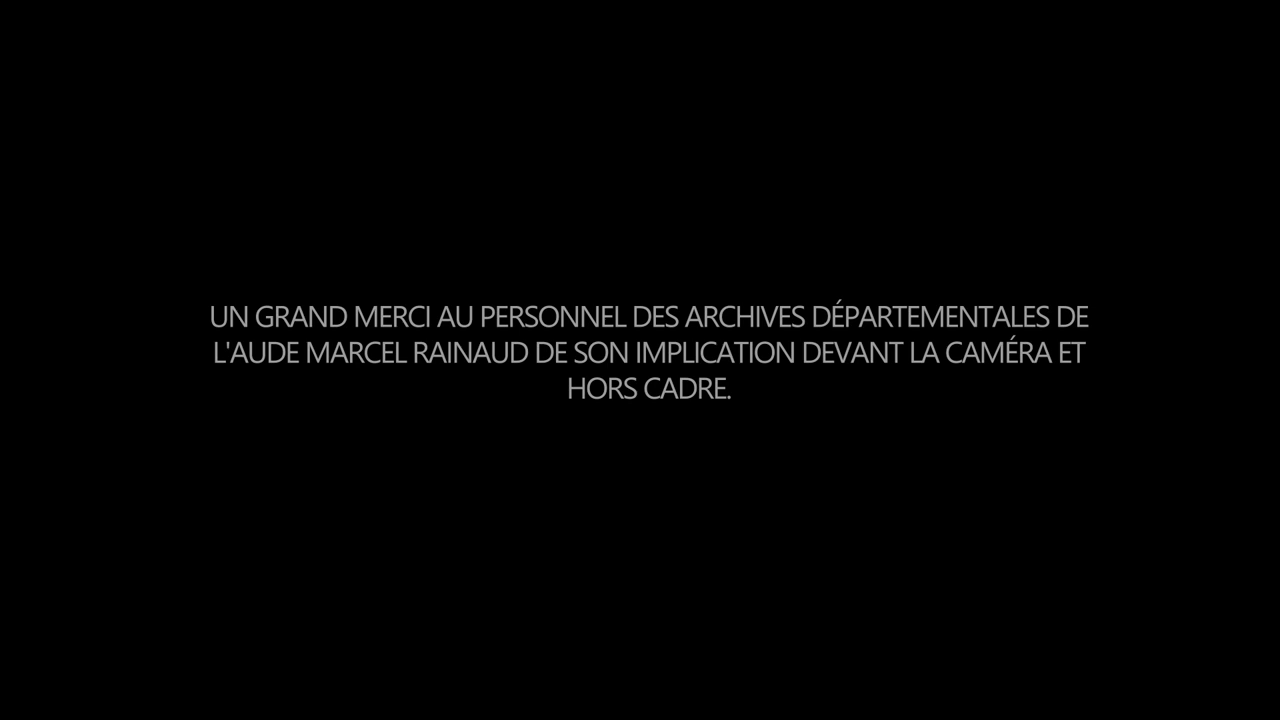 UN GRAND MERCI AU PERSONNEL DES ARCHIVES DÉPARTEMENTALES DE
L'AUDE MARCEL RAINAUD DE SON IMPLICATION DEVANT LA CAMÉRA ET
HORS CADRE.